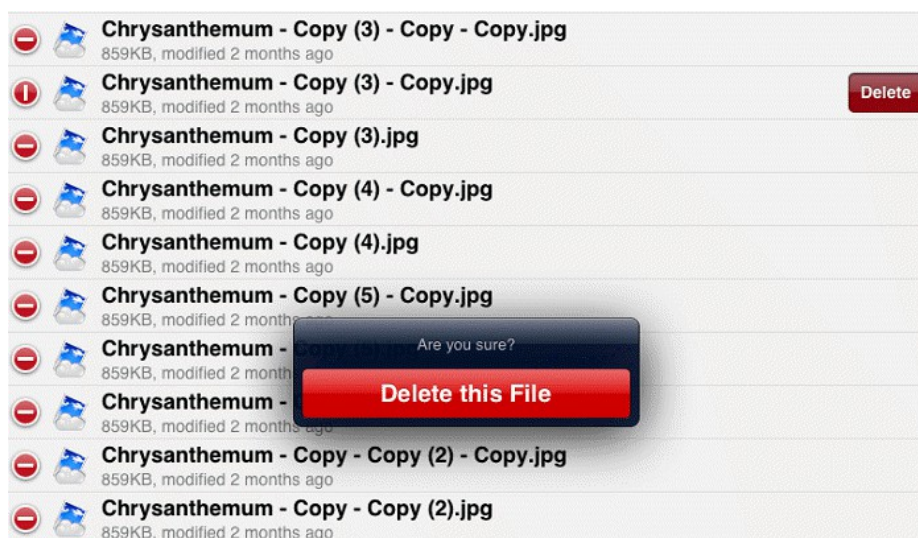 Chrysanthemum - Copy (3) - Copy - Copy.jpg
859KB, modified 2 months ago
Chrysanthemum - Copy (3) - Copy.jpg
859KB, modified 2 months ago
Delete
Chrysanthemum - Copy (3).jpg
859KB, modified 2 months ago
Chrysanthemum - Copy (4) - Copy.jpg
859KB, modified 2 months ago
Chrysanthemum - Copy (4).jpg
859KB, modified 2 months ago
Chrysanthemum - Copy (5) - Copy.jpg
859KB, modified 2 months
Are you sure?
Chrysanthemum - Copy (5).jpg
859KB, modified 2 month
Delete this File
Chrysanthemum -
859KB, modified 2 months ago
Chrysanthemum - Copy - Copy (2) - Copy.jpg
859KB, modified 2 months ago
Chrysanthemum - Copy - Copy (2).jpg
859KB, modified 2 months ago